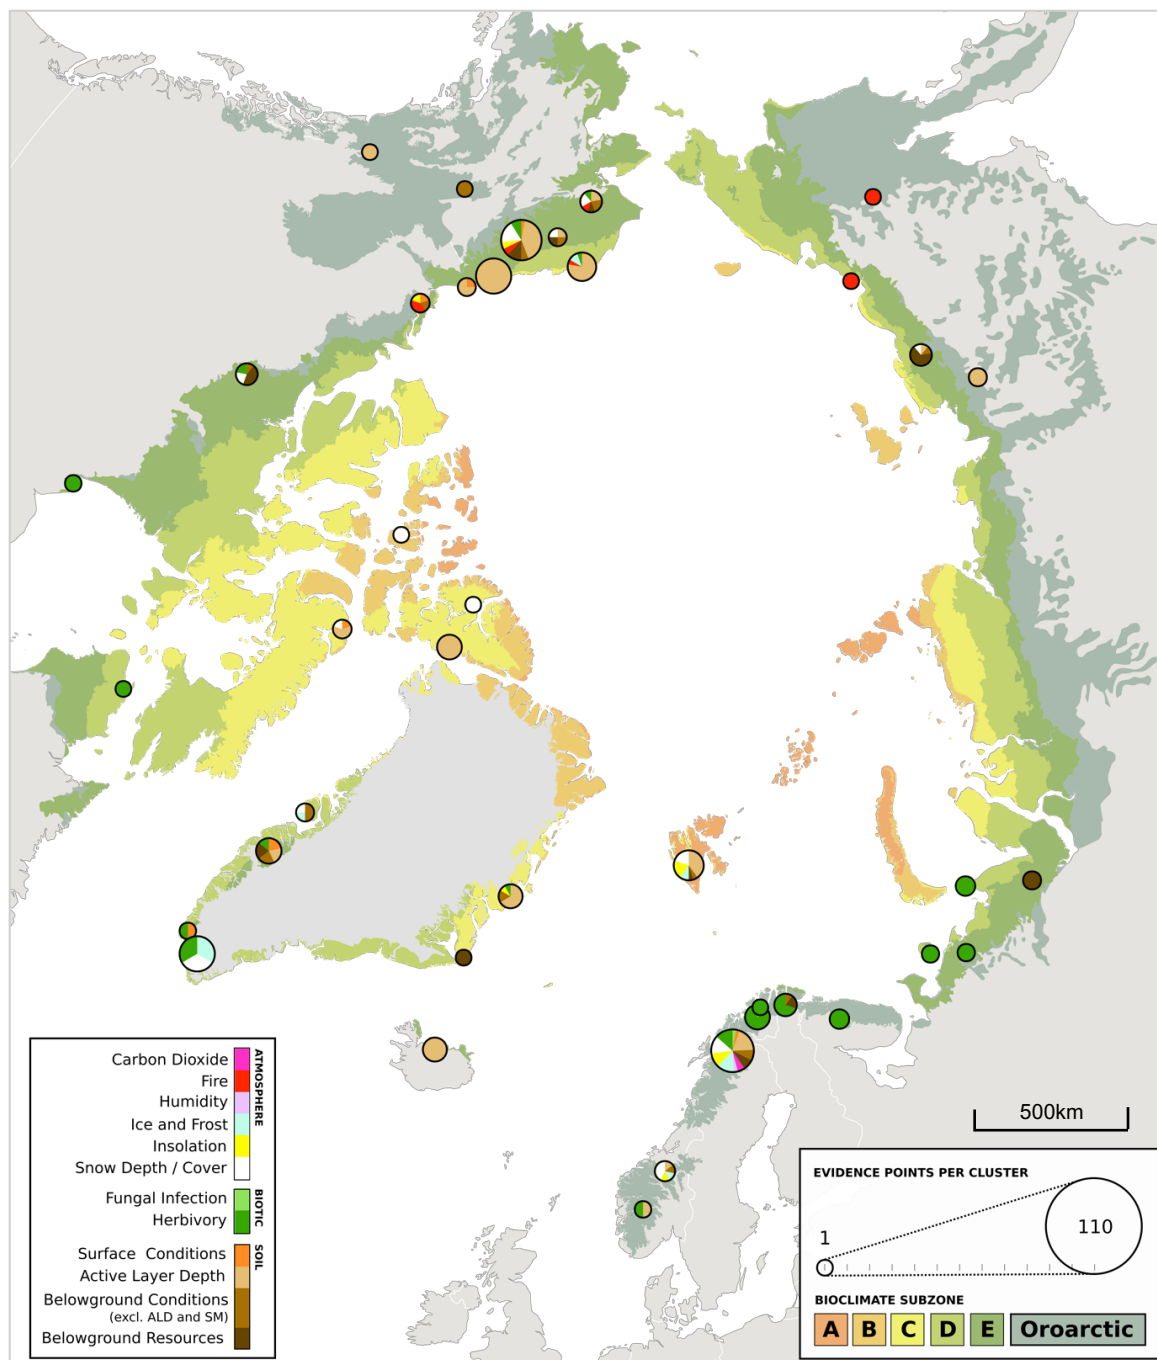 Carbon Dioxide
Fire
Humidity
Ice and Frost
Insolation
Snow Depth / Cover
ATMOSPHERE
Fungal Infection
Herbivory
BIOTIC
Surface Conditions
Active Layer Depth
Belowground Conditions
(excl. ALD and SM)
Belowground Resources
SOIL
500km
EVIDENCE POINTS PER CLUSTER
1
110
BIOCLIMATE SUBZONE
A B C D E Oroarctic